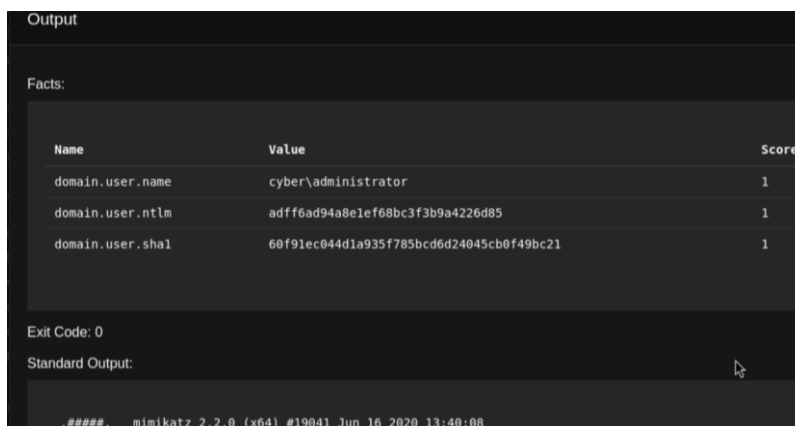 Output
Facts:
Name Value Score
domain.user.name cyber\administrator 1
domain.user.ntlm adff6ad94a8e1ef68bc3f3b9a4226d85 1
domain.user.sha1 60f91ec044d1a935f785bcd6d24045cb0f49bc21 1
Exit Code: 0
Standard Output:
.#####. mimikatz 2.2.0 (x64) #19041 Jun 16 2020 13:40:08